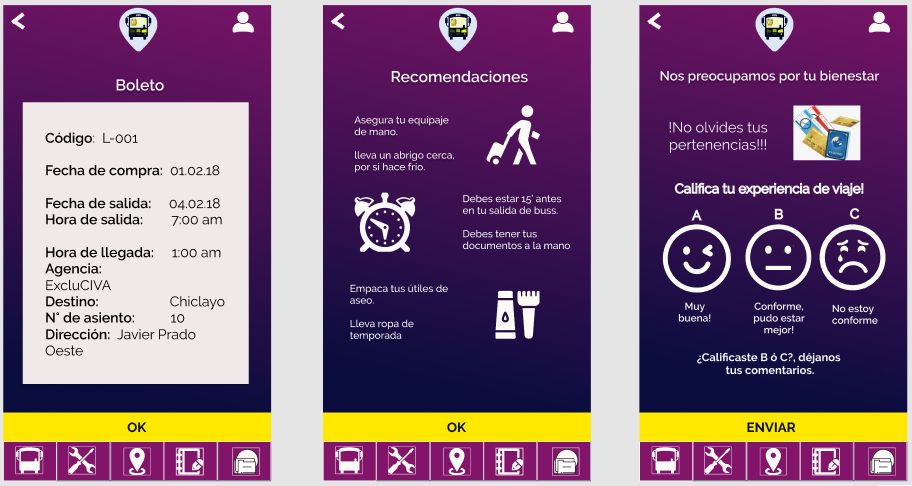 Boleto
Código: L-001
Fecha de compra: 01.02.18
Fecha de salida: 04.02.18
Hora de salida: 7:00 am
Hora de llegada: 1:00 am
Agencia:
ExcluCIVA
Destino: Chiclayo
N° de asiento: 10
Dirección: Javier Prado
Oeste
OK
Recomendaciones
Asegura tu equipaje
de mano.
lleva un abrigo cerca,
por si hace frío.
Debes estar 15' antes
en tu salida de buss.
Debes tener tus
documentos a la mano
Empaca tus útiles de
aseo.
Lleva ropa de
temporada
OK
Nos preocupamos por tu bienestar
!No olvides tus
pertenencias!!!
Califica tu experiencia de viaje!
A B C
Muy
buena!
Conforme,
pudo estar
mejor!
No estoy
conforme
¿Calificaste B ó C?, déjanos
tus comentarios.
ENVIAR